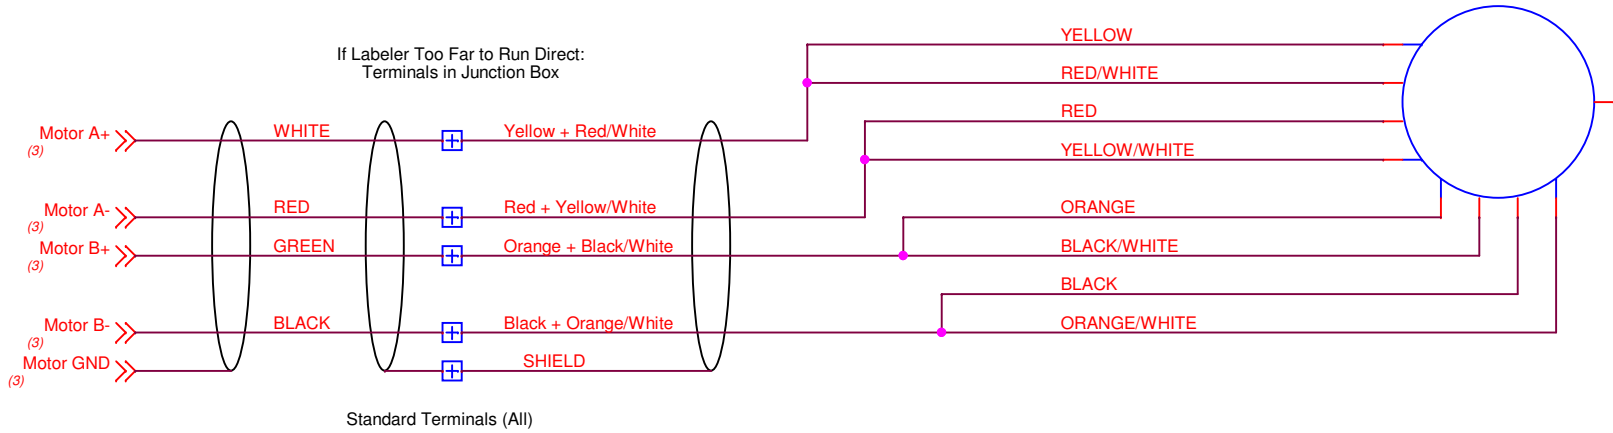 YELLOW
If Labeler Too Far to Run Direct:
Terminals in Junction Box
RED/WHITE
RED
Motor A+
(3)
WHITE
Yellow + Red/White
YELLOW/WHITE
Motor A-
(3)
RED
Red + Yellow/White
ORANGE
Motor B+
(3)
GREEN
Orange + Black/White
BLACK/WHITE
BLACK
Motor B-
(3)
BLACK
Black + Orange/White
ORANGE/WHITE
Motor GND
(3)
SHIELD
Standard Terminals (All)